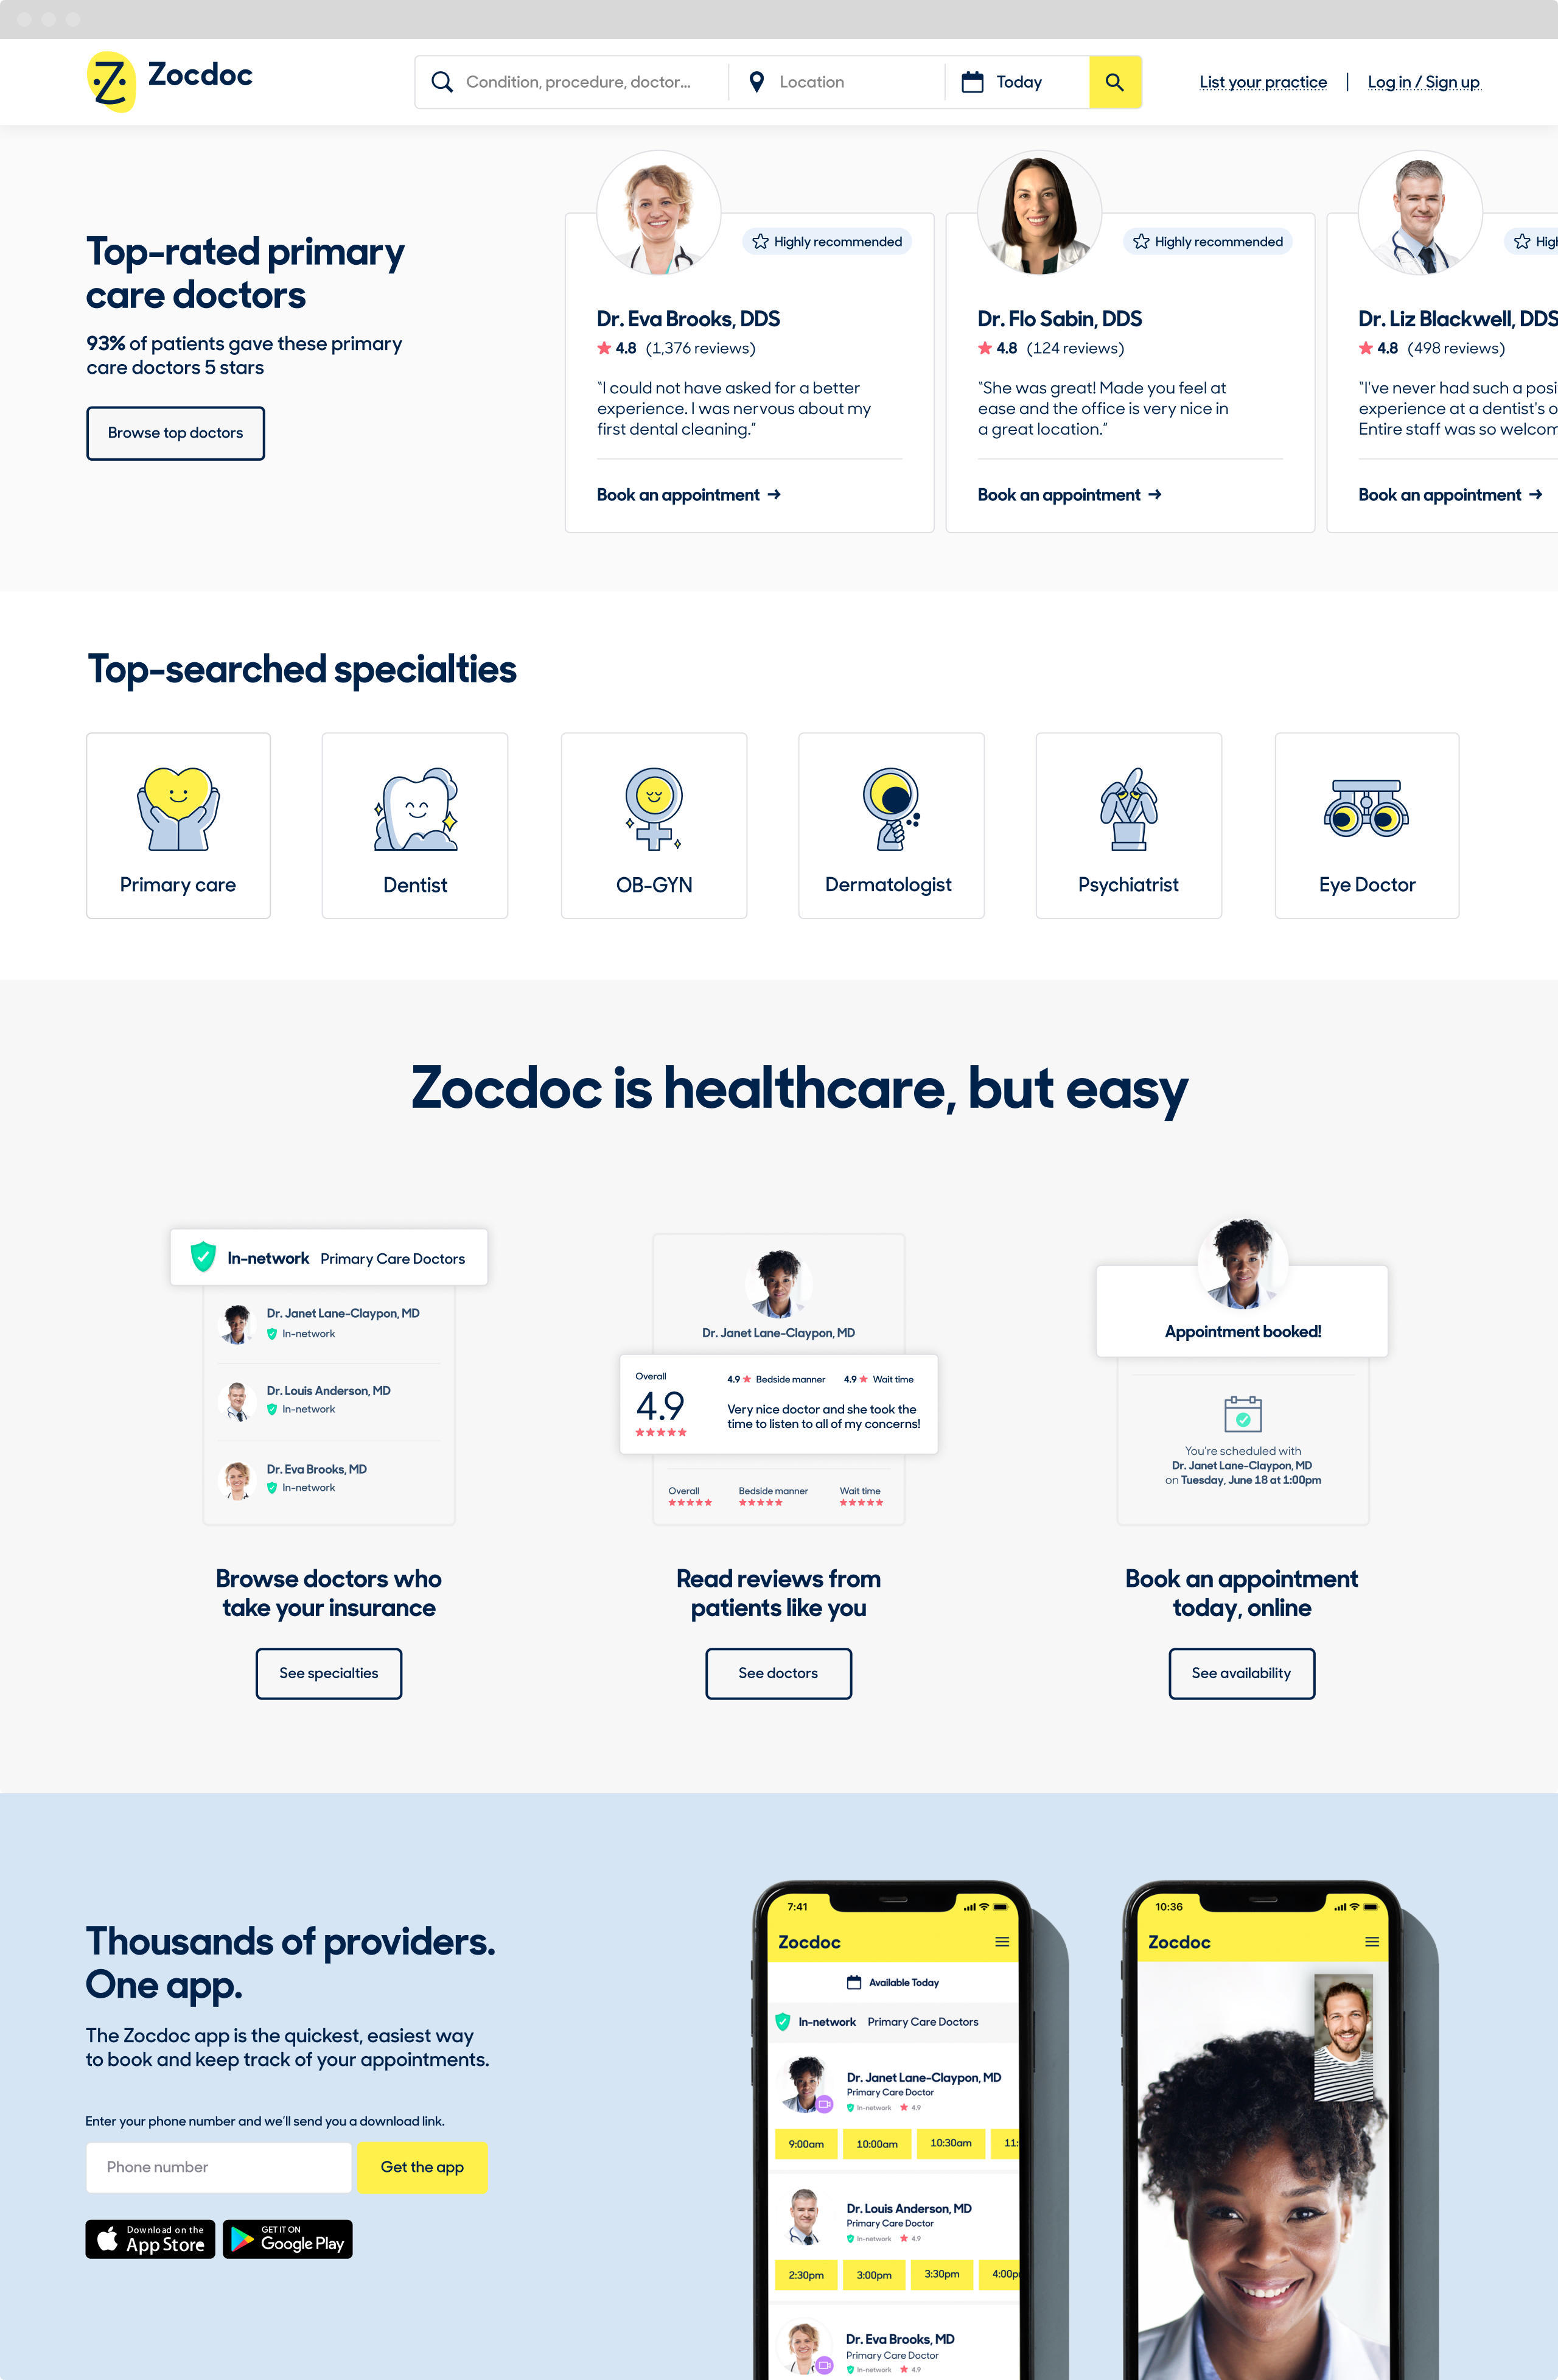 Zocdoc
Condition, procedure, doctor...
Location
Today
List your practice
Log in / Sign up
Top-rated primary
care doctors
93% of patients gave these primary
care doctors 5 stars
Browse top doctors
Highly recommended
Dr. Eva Brooks, DDS
4.8 (1,376 reviews)
"I could not have asked for a better
experience. I was nervous about my
first dental cleaning."
Book an appointment →
Highly recommended
Dr. Flo Sabin, DDS
4.8 (124 reviews)
"She was great! Made you feel at
ease and the office is very nice in
a great location."
Book an appointment →
Dr. Liz Blackwell, DDS
4.8 (498 reviews)
"I've never had such a posi
experience at a dentist's o
Entire staff was so welcom
Book an appointment →
Top-searched specialties
Primary care
Dentist
OB-GYN
Dermatologist
Psychiatrist
Eye Doctor
Zocdoc is healthcare, but easy
In-network Primary Care Doctors
Dr. Janet Lane-Claypon, MD
In-network
Dr. Louis Anderson, MD
In-network
Dr. Eva Brooks, MD
In-network
Browse doctors who
take your insurance
See specialties
Dr. Janet Lane-Claypon, MD
Overall
4.9
4.9 Bedside manner 4.9 Wait time
Very nice doctor and she took the
time to listen to all of my concerns!
Overall Bedside manner Wait time
Read reviews from
patients like you
See doctors
Appointment booked!
You're scheduled with
Dr. Janet Lane-Claypon, MD
on Tuesday, June 18 at 1:00pm
Book an appointment
today, online
See availability
Thousands of providers.
One app.
The Zocdoc app is the quickest, easiest way
to book and keep track of your appointments.
Enter your phone number and we'll send you a download link.
Phone number
Get the app
Download on the
App Store
GET IT ON
Google Play
7:41
Zocdoc
Available Today
In-network Primary Care Doctors
Dr. Janet Lane-Claypon, MD
Primary Care Doctor
In-network 4.9
9:00am 10:00am 10:30am 11:
Dr. Louis Anderson, MD
Primary Care Doctor
In-network 4.9
2:30pm 3:00pm 3:30pm 4:00p
Dr. Eva Brooks, MD
Primary Care Doctor
In-network 4.9
10:36
Zocdoc